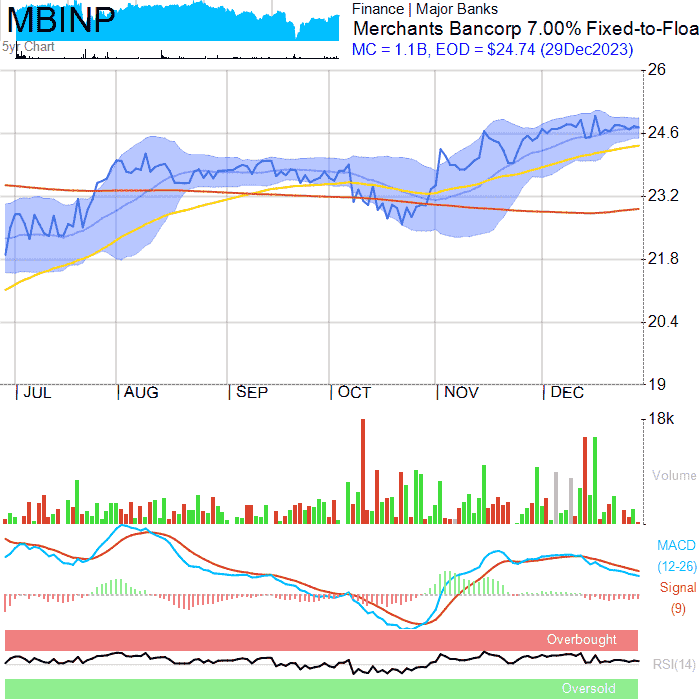 MBINP
5yr Chart
Finance | Major Banks
Merchants Bancorp 7.00% Fixed-to-Floa
MC = 1.1B, EOD = $24.74 (29Dec2023)
26
24.6
23.2
21.8
20.4
19
| JUL | AUG | SEP | OCT | NOV | DEC
18k
Volume
MACD
(12-26)
Signal
(9)
Overbought
RSI(14)
Oversold